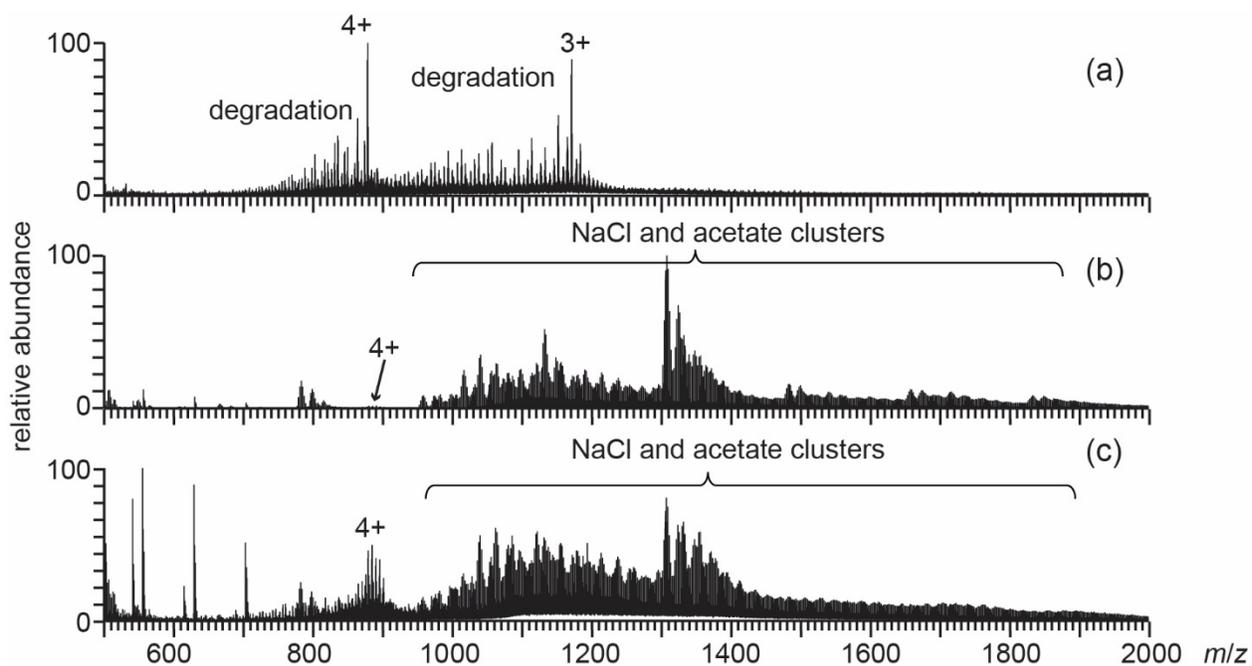 4+
3+
100
(a)
degradation
degradation
0
NaCl and acetate clusters
100
(b)
4+
0
NaCl and acetate clusters
100
(c)
4+
0
relative abundance
600 800 1000 1200 1400 1600 1800 2000 m/z